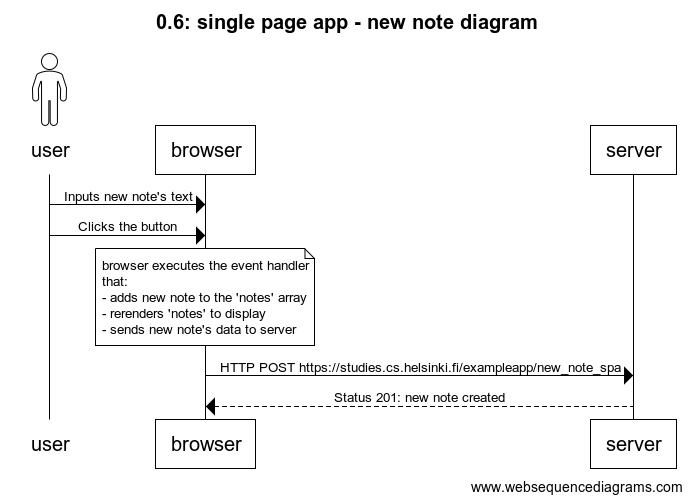 0.6: single page app - new note diagram
user
browser
server
Inputs new note's text
Clicks the button
browser executes the event handler
that:
- adds new note to the 'notes' array
- rerenders 'notes' to display
- sends new note's data to server
HTTP POST https://studies.cs.helsinki.fi/exampleapp/new_note_spa
Status 201: new note created
user
browser
server
www.websequencediagrams.com